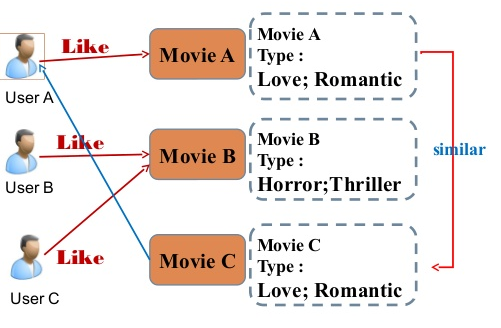 Like
Movie A
Movie A
Type :
Love; Romantic
User A
Like
Movie B
Movie B
Type :
Horror;Thriller
similar
User B
Like
Movie C
Movie C
Type :
Love; Romantic
User C